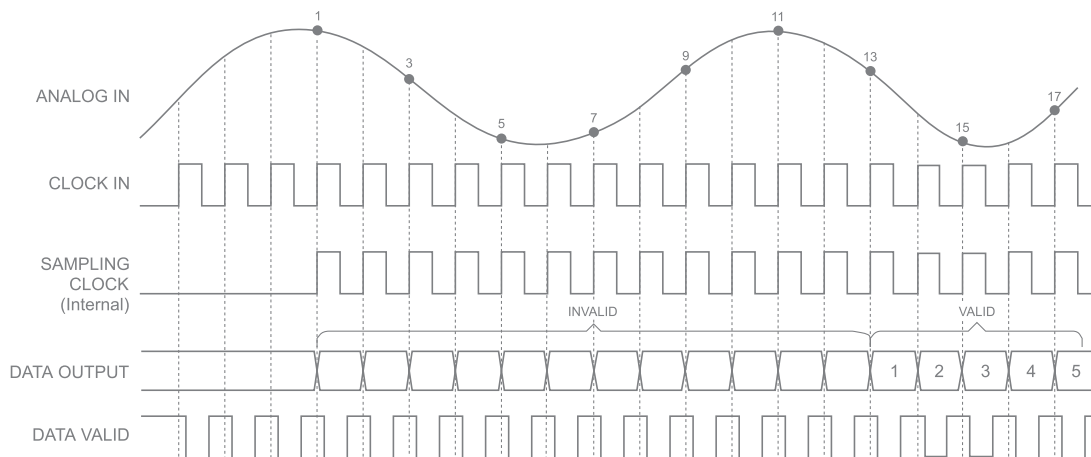 1
11
3
9
13
ANALOG IN
5
7
15
17
CLOCK IN
SAMPLING
CLOCK
(Internal)
INVALID
VALID
DATA OUTPUT
1 2 3 4 5
DATA VALID